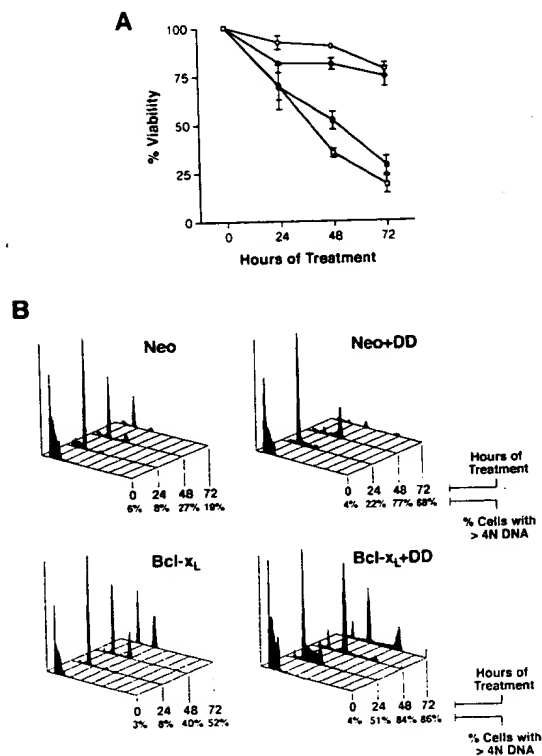 A
100
75
50
25
0
% Viability
0 24 48 72
Hours of Treatment
B
Neo
0 24 48 72
6% 8% 27% 19%
Neo+DD
0 24 48 72
4% 22% 77% 68%
Hours of
Treatment
% Cells with
> 4N DNA
Bcl-xL
0 24 48 72
3% 8% 40% 52%
Bcl-xL+DD
0 24 48 72
4% 51% 84% 86%
Hours of
Treatment
% Cells with
> 4N DNA